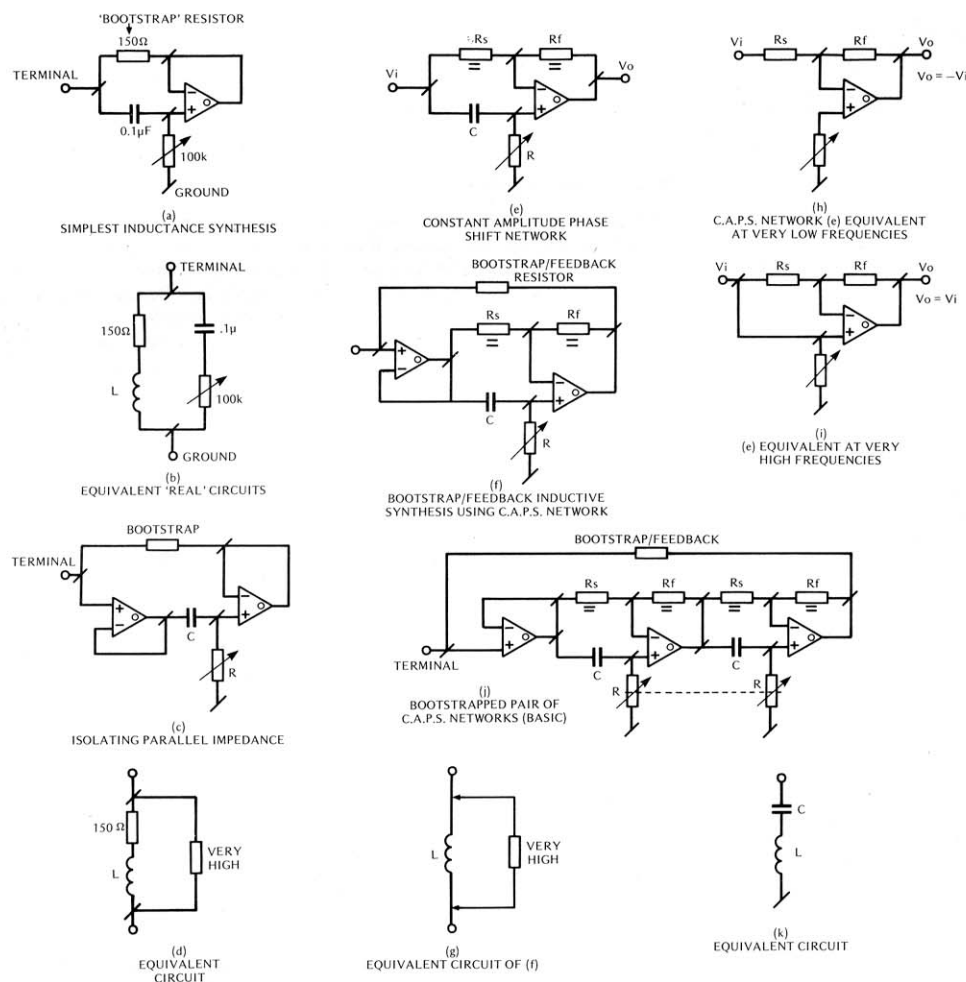 'BOOTSTRAP' RESISTOR
150Ω
TERMINAL
0.1µF
100k
GROUND
(a)
SIMPLEST INDUCTANCE SYNTHESIS
TERMINAL
150Ω
.1µ
L
100k
GROUND
(b)
EQUIVALENT 'REAL' CIRCUITS
BOOTSTRAP
TERMINAL
C
R
(c)
ISOLATING PARALLEL IMPEDANCE
150 Ω
L
VERY
HIGH
(d)
EQUIVALENT
CIRCUIT
Rs
Rf
Vi
Vo
C
R
(e)
CONSTANT AMPLITUDE PHASE
SHIFT NETWORK
BOOTSTRAP/FEEDBACK
RESISTOR
Rs
Rf
C
R
(f)
BOOTSTRAP/FEEDBACK INDUCTIVE
SYNTHESIS USING C.A.P.S. NETWORK
Vi
Rs
Rf
Vo
Vo = −Vi
(h)
C.A.P.S. NETWORK (e) EQUIVALENT
AT VERY LOW FREQUENCIES
Vi
Rs
Rf
Vo
Vo = Vi
(i)
(e) EQUIVALENT AT VERY
HIGH FREQUENCIES
BOOTSTRAP/FEEDBACK
Rs
Rf
Rs
Rf
TERMINAL
C
C
R
R
(j)
BOOTSTRAPPED PAIR OF
C.A.P.S. NETWORKS (BASIC)
L
VERY
HIGH
(g)
EQUIVALENT CIRCUIT OF (f)
C
L
(k)
EQUIVALENT CIRCUIT